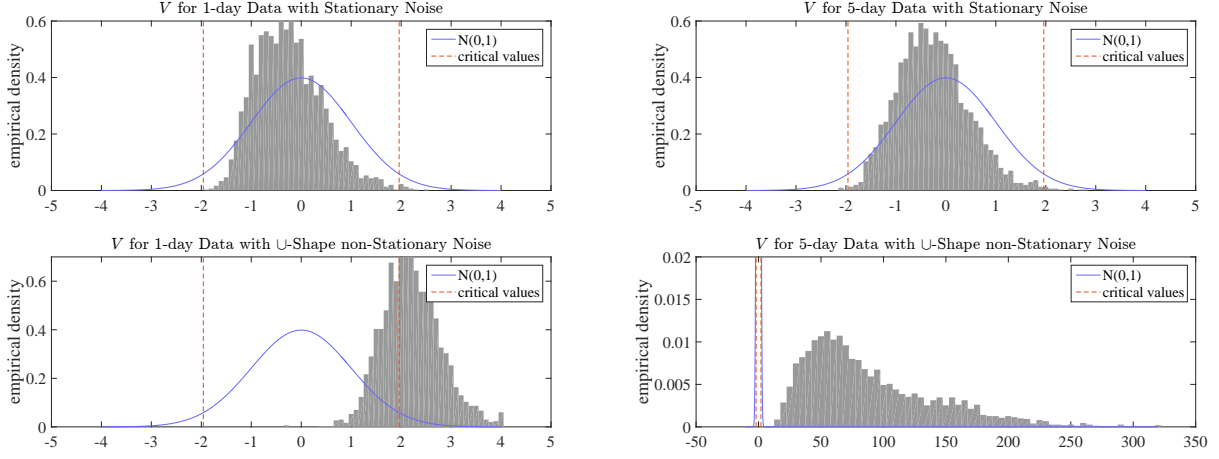 V for 1-day Data with Stationary Noise
empirical density
0.6
0.4
0.2
0
-5 -4 -3 -2 -1 0 1 2 3 4 5
N(0,1)
critical values
V for 5-day Data with Stationary Noise
empirical density
0.6
0.4
0.2
0
-5 -4 -3 -2 -1 0 1 2 3 4 5
N(0,1)
critical values
V for 1-day Data with ∪-Shape non-Stationary Noise
empirical density
0.6
0.4
0.2
0
-5 -4 -3 -2 -1 0 1 2 3 4 5
N(0,1)
critical values
V for 5-day Data with ∪-Shape non-Stationary Noise
empirical density
0.02
0.015
0.01
0.005
0
-50 0 50 100 150 200 250 300 350
N(0,1)
critical values